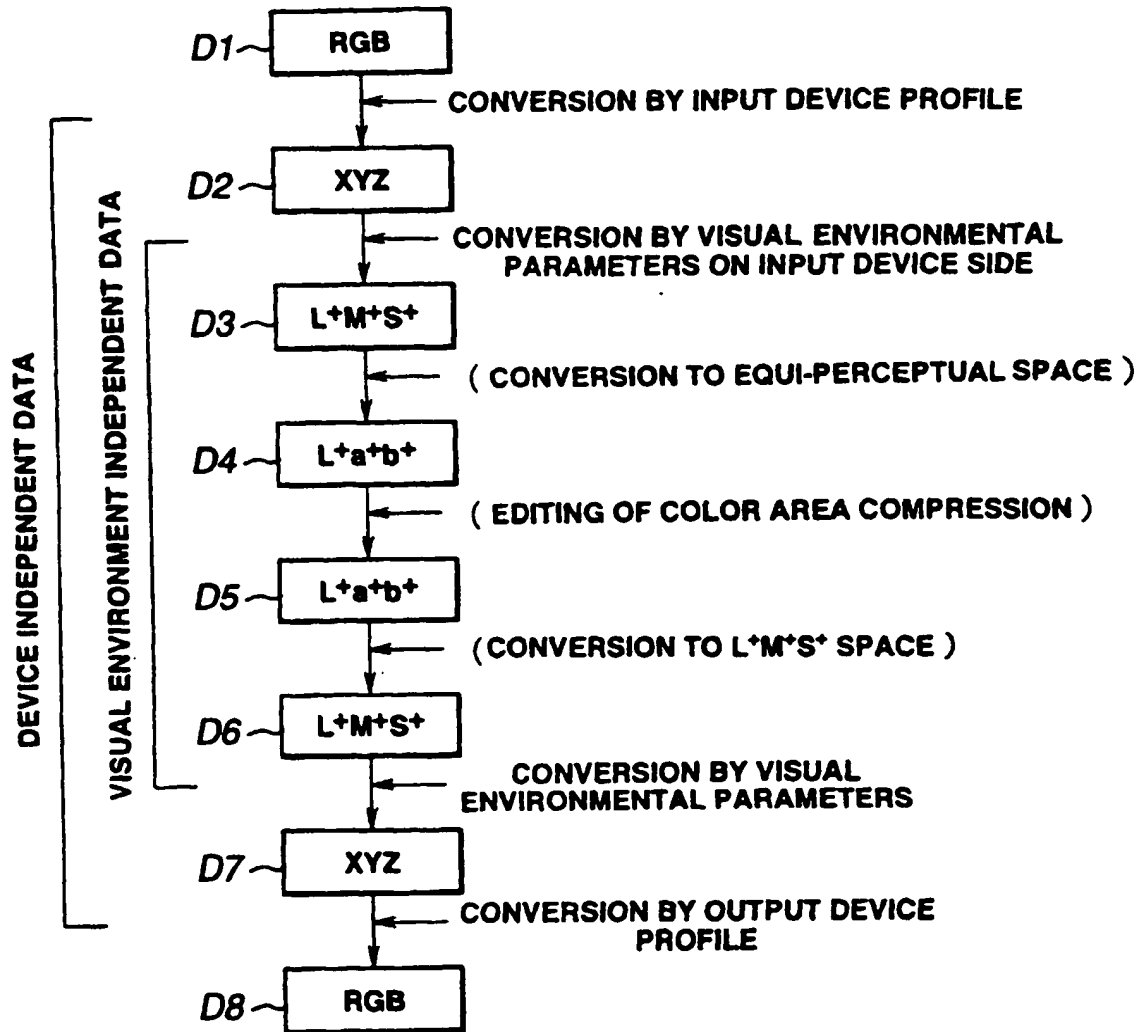 D1
RGB
CONVERSION BY INPUT DEVICE PROFILE
D2
XYZ
CONVERSION BY VISUAL ENVIRONMENTAL
PARAMETERS ON INPUT DEVICE SIDE
D3
L⁺M⁺S⁺
( CONVERSION TO EQUI-PERCEPTUAL SPACE )
D4
L⁺a⁺b⁺
( EDITING OF COLOR AREA COMPRESSION )
D5
L⁺a⁺b⁺
( CONVERSION TO L⁺M⁺S⁺ SPACE )
D6
L⁺M⁺S⁺
CONVERSION BY VISUAL
ENVIRONMENTAL PARAMETERS
D7
XYZ
CONVERSION BY OUTPUT DEVICE
PROFILE
D8
RGB
DEVICE INDEPENDENT DATA
VISUAL ENVIRONMENT INDEPENDENT DATA